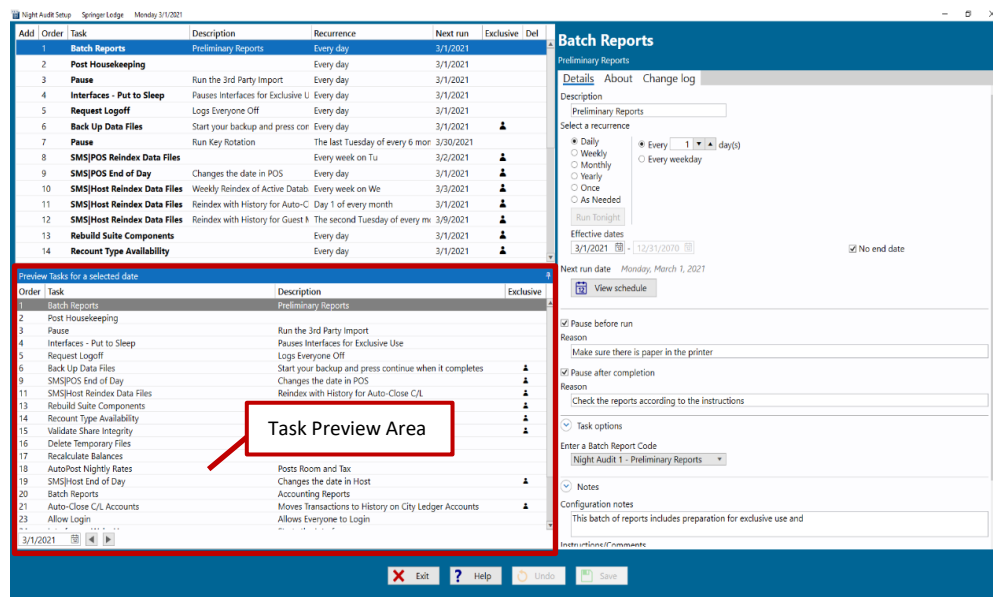 Night Audit Setup Springer Lodge Monday 3/1/2021
Add Order Task Description Recurrence Next run Exclusive Del
1 Batch Reports Preliminary Reports Every day 3/1/2021
2 Post Housekeeping Every day 3/1/2021
3 Pause Run the 3rd Party Import Every day 3/1/2021
4 Interfaces - Put to Sleep Pauses Interfaces for Exclusive U Every day 3/1/2021
5 Request Logoff Logs Everyone Off Every day 3/1/2021
6 Back Up Data Files Start your backup and press con Every day 3/1/2021
7 Pause Run Key Rotation The last Tuesday of every 6 mon 3/30/2021
8 SMS|POS Reindex Data Files Every week on Tu 3/2/2021
9 SMS|POS End of Day Changes the date in POS Every day 3/1/2021
10 SMS|Host Reindex Data Files Weekly Reindex of Active Datab Every week on We 3/3/2021
11 SMS|Host Reindex Data Files Reindex with History for Auto-C Day 1 of every month 3/1/2021
12 SMS|Host Reindex Data Files Reindex with History for Guest M The second Tuesday of every mo 3/9/2021
13 Rebuild Suite Components Every day 3/1/2021
14 Recount Type Availability Every day 3/1/2021
Preview Tasks for a selected date
Order Task Description Exclusive
1 Batch Reports Preliminary Reports
2 Post Housekeeping
3 Pause Run the 3rd Party Import
4 Interfaces - Put to Sleep Pauses Interfaces for Exclusive Use
5 Request Logoff Logs Everyone Off
6 Back Up Data Files Start your backup and press continue when it completes
9 SMS|POS End of Day Changes the date in POS
11 SMS|Host Reindex Data Files Reindex with History for Auto-Close C/L
13 Rebuild Suite Components
14 Recount Type Availability
15 Validate Share Integrity
16 Delete Temporary Files
17 Recalculate Balances
18 AutoPost Nightly Rates Posts Room and Tax
19 SMS|Host End of Day Changes the date in Host
20 Batch Reports Accounting Reports
21 Auto-Close C/L Accounts Moves Transactions to History on City Ledger Accounts
23 Allow Login Allows Everyone to Login
3/1/2021
Task Preview Area
Batch Reports
Preliminary Reports
Details About Change log
Description
Preliminary Reports
Select a recurrence
Daily Every 1 day(s)
Weekly Every weekday
Monthly
Yearly
Once
As Needed
Run Tonight
Effective dates
3/1/2021 - 12/31/2070 No end date
Next run date Monday, March 1, 2021
View schedule
Pause before run
Reason
Make sure there is paper in the printer
Pause after completion
Reason
Check the reports according to the instructions
Task options
Enter a Batch Report Code
Night Audit 1 - Preliminary Reports
Notes
Configuration notes
This batch of reports includes preparation for exclusive use and
Instructions/Comments
Exit Help Undo Save